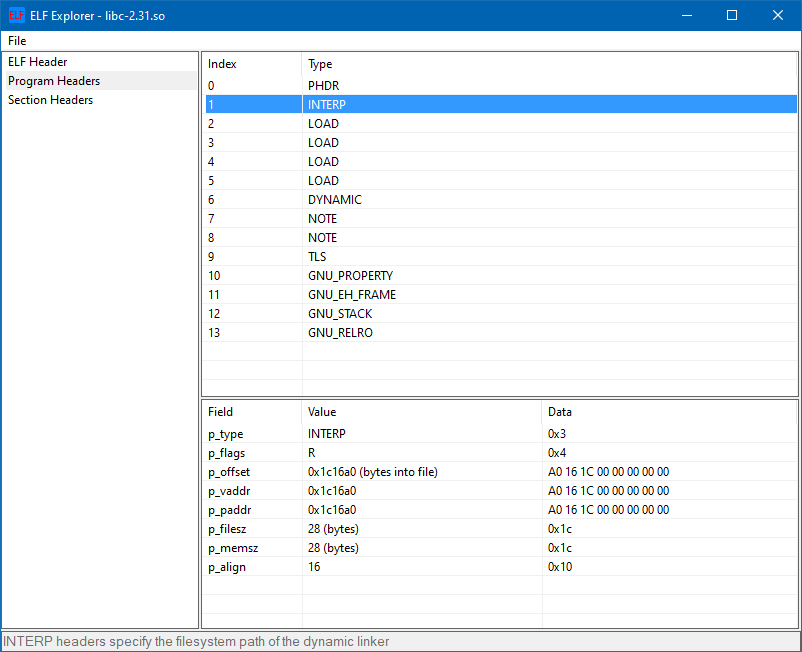 ELF Explorer - libc-2.31.so
File
ELF Header
Program Headers
Section Headers
Index Type
0 PHDR
1 INTERP
2 LOAD
3 LOAD
4 LOAD
5 LOAD
6 DYNAMIC
7 NOTE
8 NOTE
9 TLS
10 GNU_PROPERTY
11 GNU_EH_FRAME
12 GNU_STACK
13 GNU_RELRO
Field Value Data
p_type INTERP 0x3
p_flags R 0x4
p_offset 0x1c16a0 (bytes into file) A0 16 1C 00 00 00 00 00
p_vaddr 0x1c16a0 A0 16 1C 00 00 00 00 00
p_paddr 0x1c16a0 A0 16 1C 00 00 00 00 00
p_filesz 28 (bytes) 0x1c
p_memsz 28 (bytes) 0x1c
p_align 16 0x10
INTERP headers specify the filesystem path of the dynamic linker